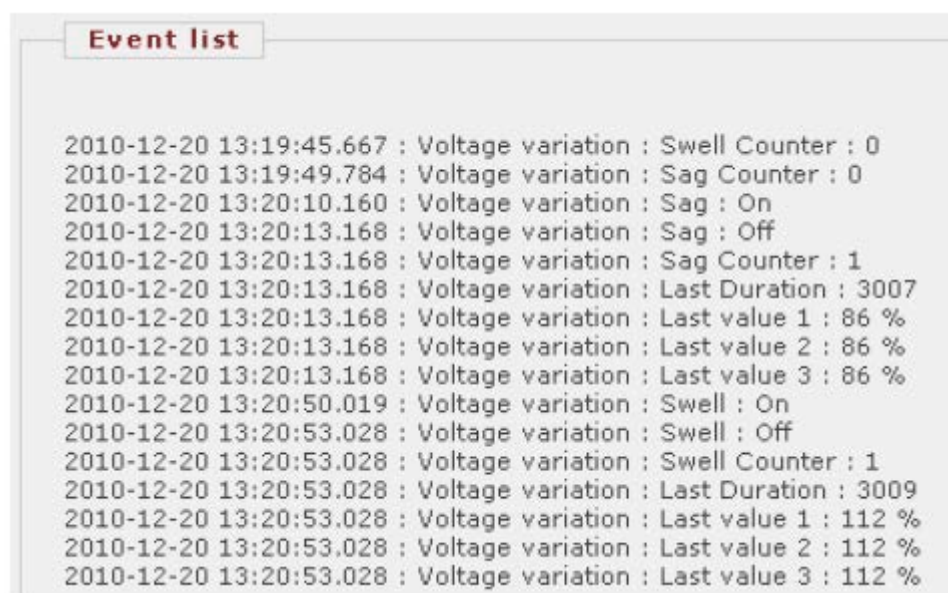 Event list
2010-12-20 13:19:45.667 : Voltage variation : Swell Counter : 0
2010-12-20 13:19:49.784 : Voltage variation : Sag Counter : 0
2010-12-20 13:20:10.160 : Voltage variation : Sag : On
2010-12-20 13:20:13.168 : Voltage variation : Sag : Off
2010-12-20 13:20:13.168 : Voltage variation : Sag Counter : 1
2010-12-20 13:20:13.168 : Voltage variation : Last Duration : 3007
2010-12-20 13:20:13.168 : Voltage variation : Last value 1 : 86 %
2010-12-20 13:20:13.168 : Voltage variation : Last value 2 : 86 %
2010-12-20 13:20:13.168 : Voltage variation : Last value 3 : 86 %
2010-12-20 13:20:50.019 : Voltage variation : Swell : On
2010-12-20 13:20:53.028 : Voltage variation : Swell : Off
2010-12-20 13:20:53.028 : Voltage variation : Swell Counter : 1
2010-12-20 13:20:53.028 : Voltage variation : Last Duration : 3009
2010-12-20 13:20:53.028 : Voltage variation : Last value 1 : 112 %
2010-12-20 13:20:53.028 : Voltage variation : Last value 2 : 112 %
2010-12-20 13:20:53.028 : Voltage variation : Last value 3 : 112 %